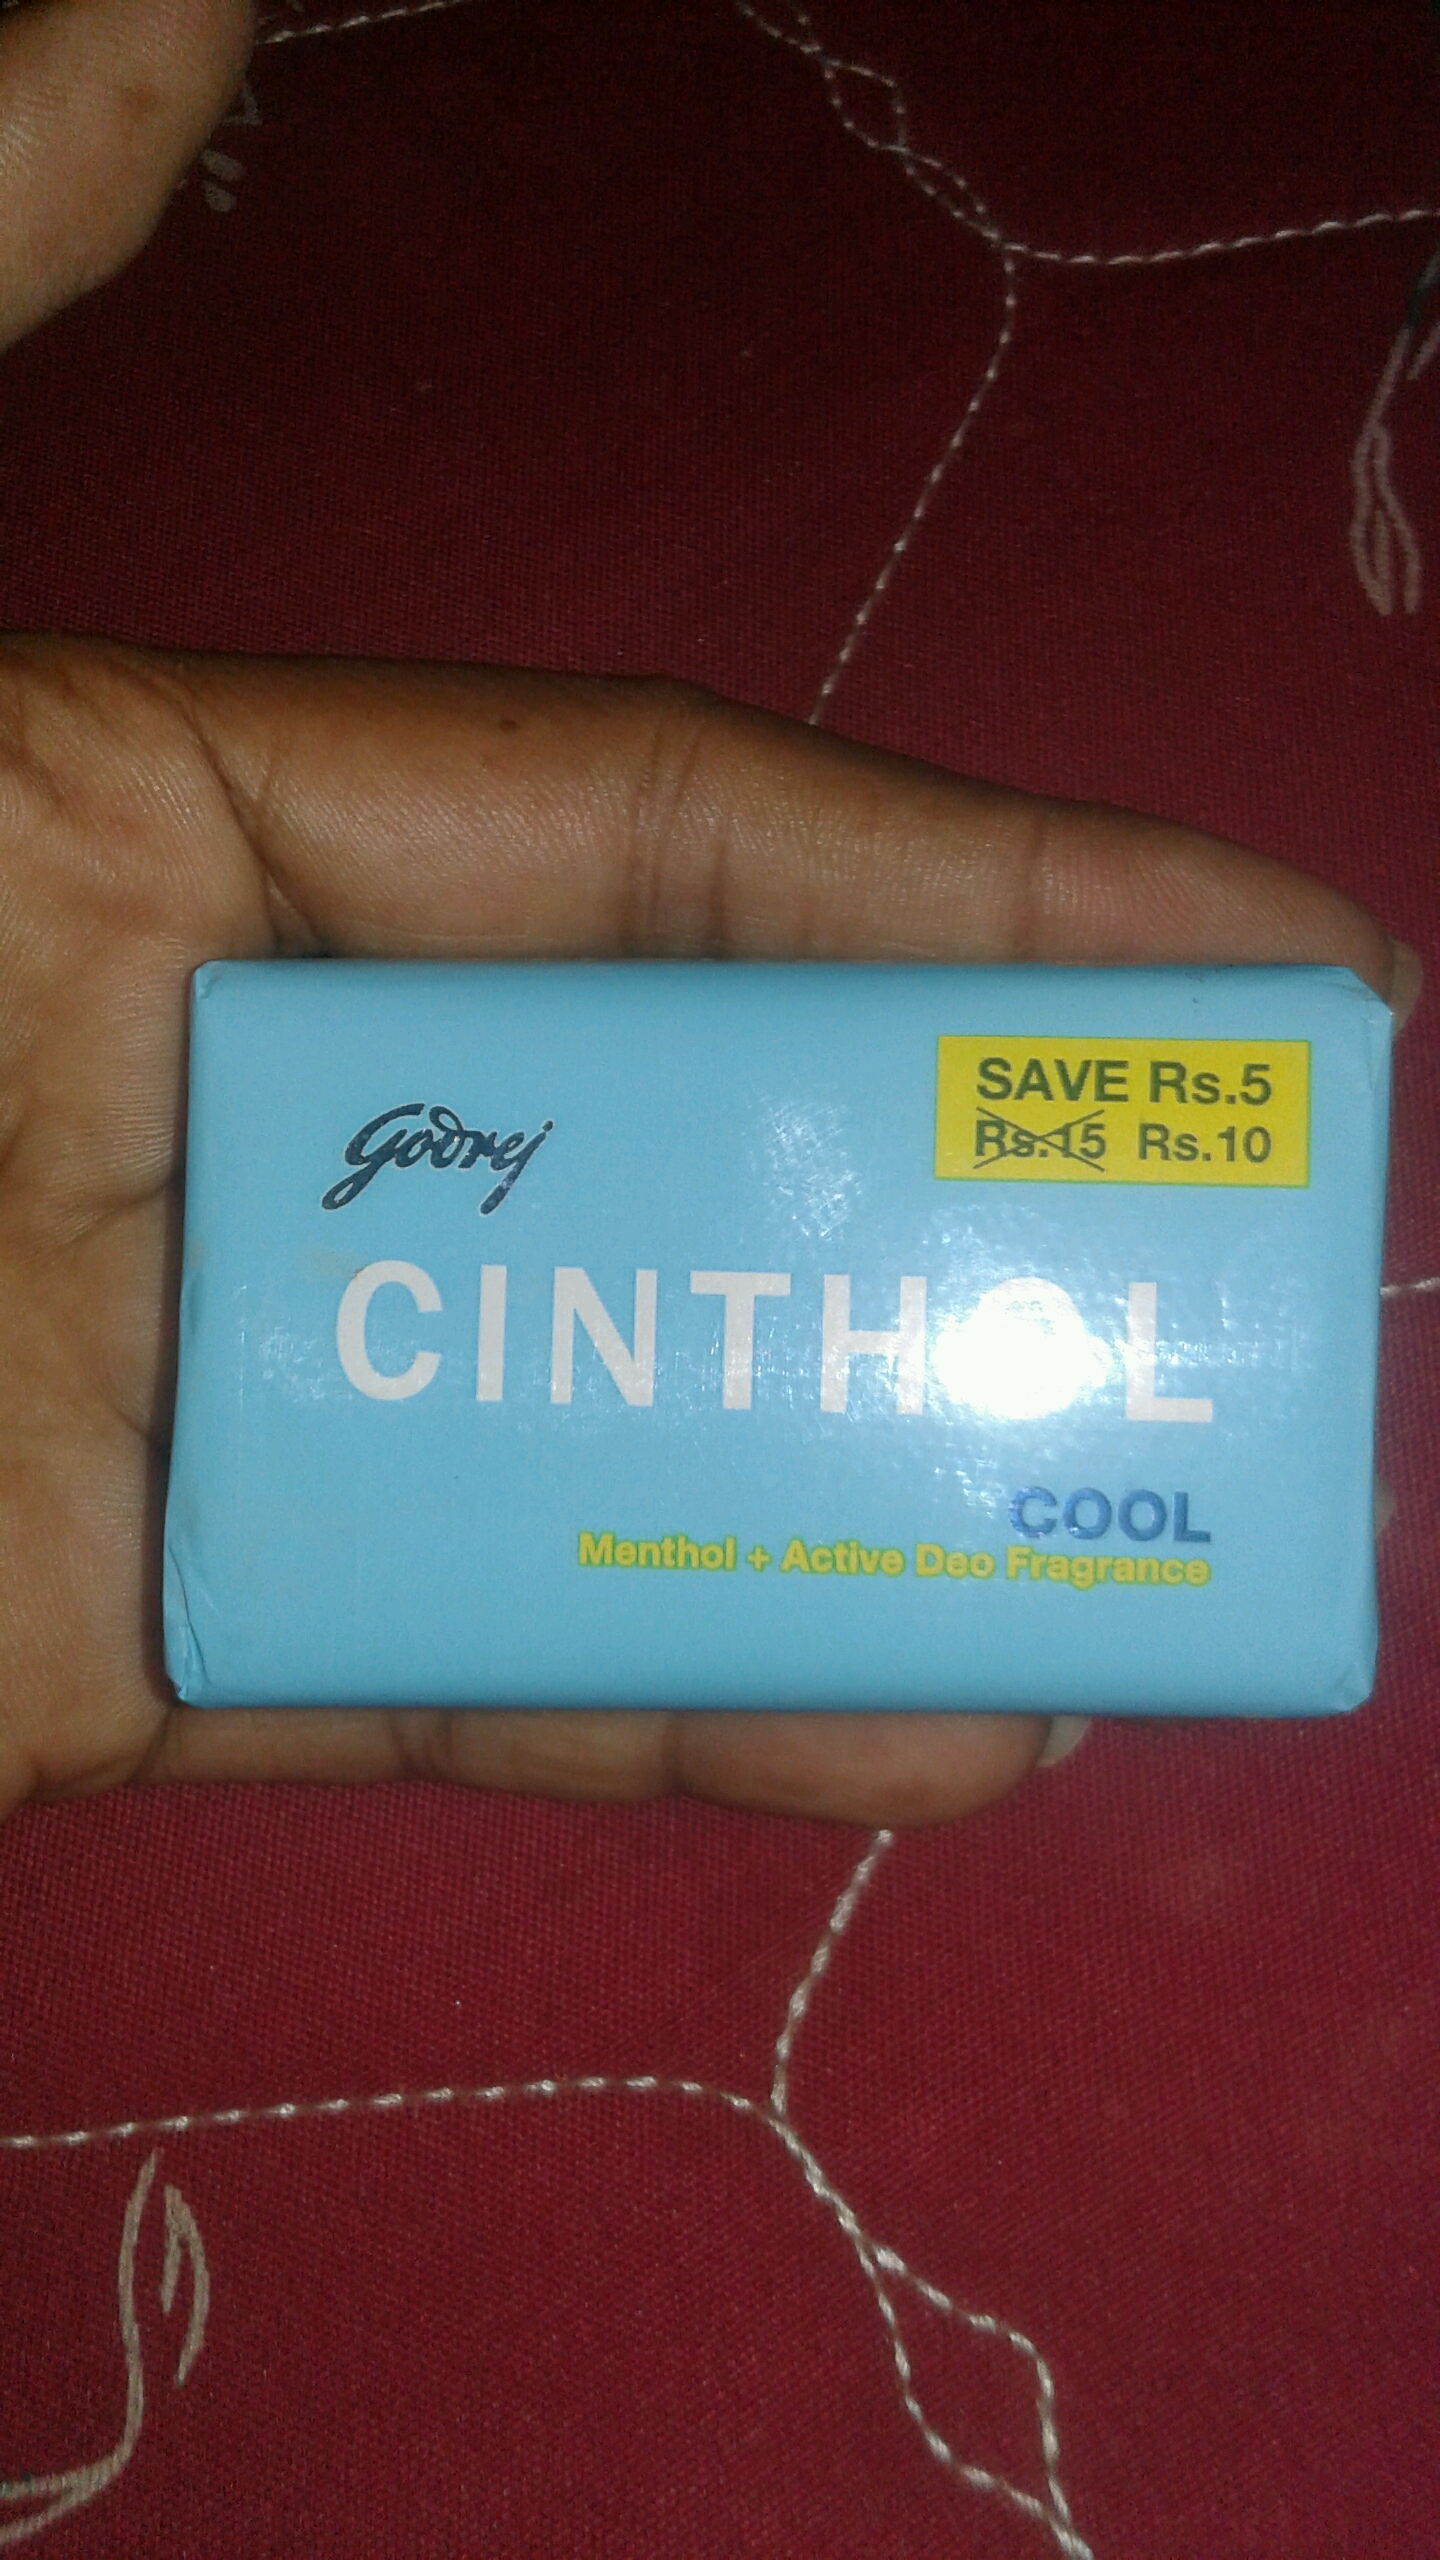 SAVE Rs.5
Rs.15 Rs.10
Godrej
CINTHOL
COOL
Menthol + Active Deo Fragrance